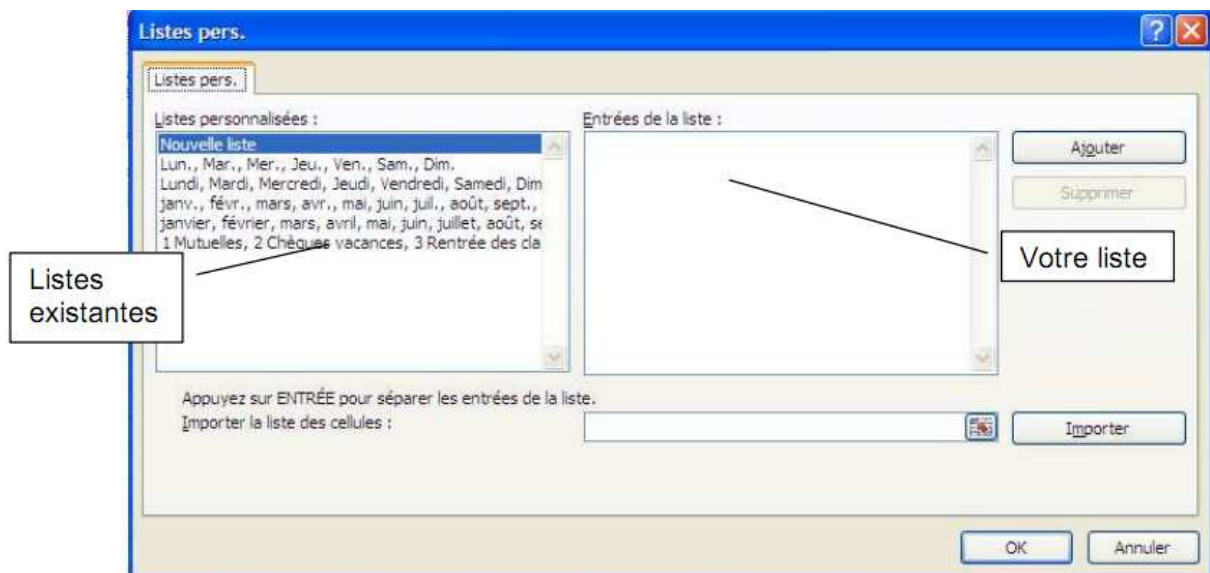 Listes pers.
Listes pers.
Listes personnalisées :
Nouvelle liste
Lun., Mar., Mer., Jeu., Ven., Sam., Dim.
Lundi, Mardi, Mercredi, Jeudi, Vendredi, Samedi, Dim
janv., févr., mars, avr., mai, juin, juil., août, sept.,
janvier, février, mars, avril, mai, juin, juillet, août, se
1 Mutuelles, 2 Chèques vacances, 3 Rentrée des cla
Entrées de la liste :
Ajouter
Supprimer
Listes
existantes
Votre liste
Appuyez sur ENTRÉE pour séparer les entrées de la liste.
Importer la liste des cellules :
Importer
OK
Annuler